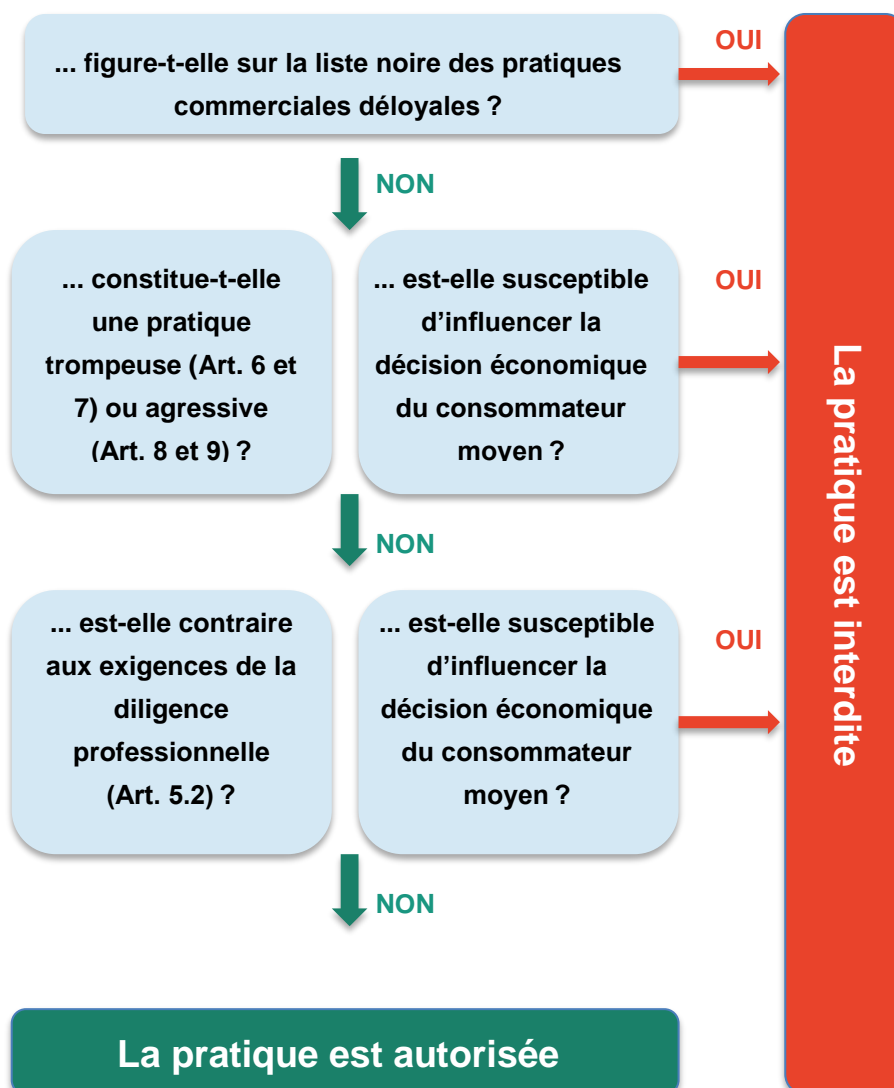 ... figure-t-elle sur la liste noire des pratiques
commerciales déloyales ?
OUI
NON
... constitue-t-elle
une pratique
trompeuse (Art. 6 et
7) ou agressive
(Art. 8 et 9) ?
... est-elle susceptible
d’influencer la
décision économique
du consommateur
moyen ?
OUI
NON
... est-elle contraire
aux exigences de la
diligence
professionnelle
(Art. 5.2) ?
... est-elle susceptible
d’influencer la
décision économique
du consommateur
moyen ?
OUI
NON
La pratique est autorisée
La pratique est interdite